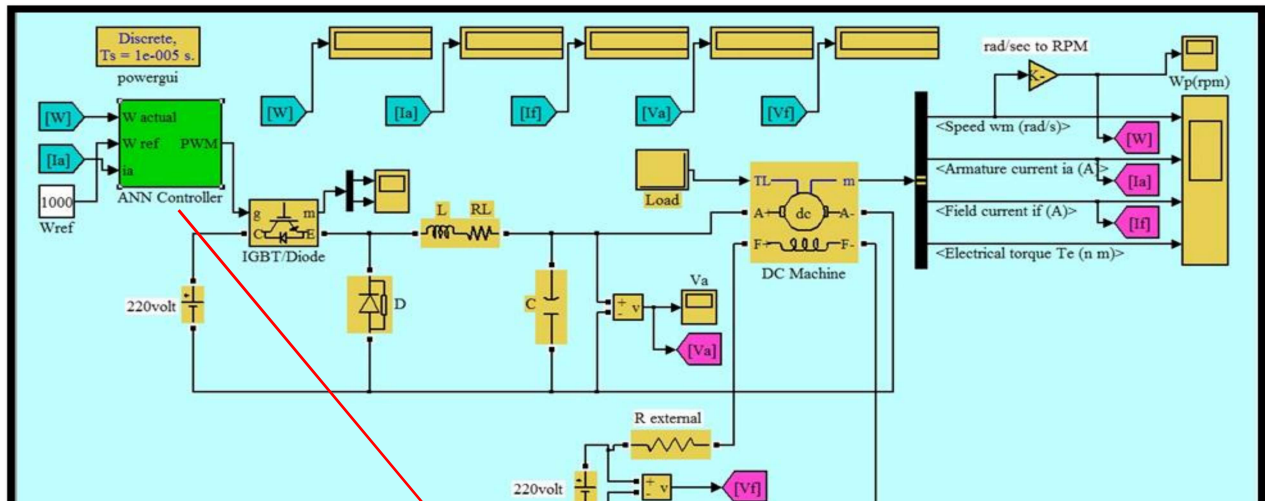 Discrete,
Ts = 1e-005 s.
powergui
[W]
[Ia]
[If]
[Va]
[Vf]
rad/sec to RPM
K-
Wp(rpm)
[W]
[Ia]
1000
Wref
W actual
W ref
PWM
ia
ANN Controller
g
m
C
E
IGBT/Diode
L
RL
220volt
D
C
+
-
v
Va
[Va]
Load
TL
m
A+
dc
A-
F+
F-
DC Machine
<Speed wm (rad/s)>
[W]
<Armature current ia (A)>
[Ia]
<Field current if (A)>
[If]
<Electrical torque Te (n m)>
R external
220volt
+
-
v
[Vf]